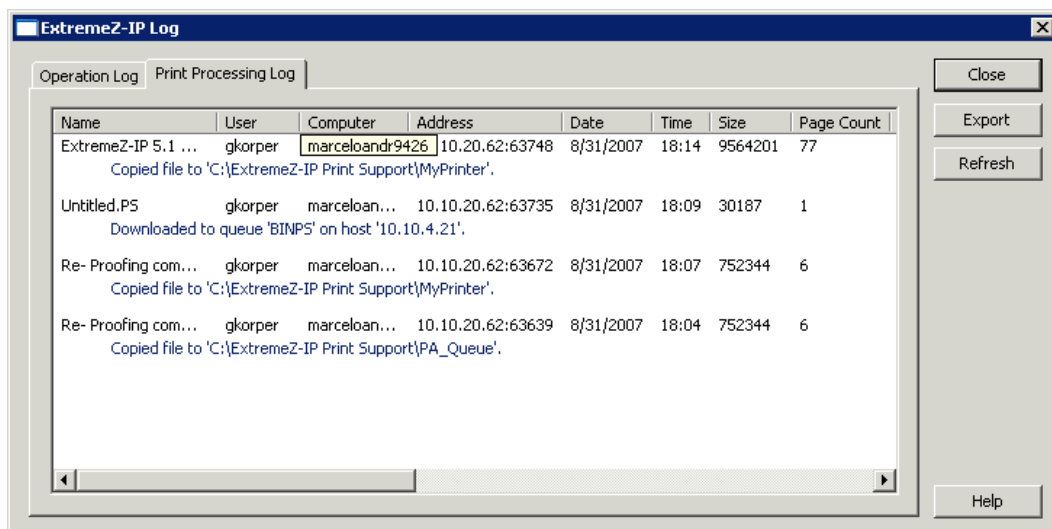 ExtremeZ-IP Log
Operation Log Print Processing Log Close
Name User Computer Address Date Time Size Page Count Export
ExtremeZ-IP 5.1 ... gkorper marceloandr9426 10.20.62:63748 8/31/2007 18:14 9564201 77
Copied file to 'C:\ExtremeZ-IP Print Support\MyPrinter'. Refresh
Untitled.PS gkorper marceloan... 10.10.20.62:63735 8/31/2007 18:09 30187 1
Downloaded to queue 'BINPS' on host '10.10.4.21'.
Re- Proofing com... gkorper marceloan... 10.10.20.62:63672 8/31/2007 18:07 752344 6
Copied file to 'C:\ExtremeZ-IP Print Support\MyPrinter'.
Re- Proofing com... gkorper marceloan... 10.10.20.62:63639 8/31/2007 18:04 752344 6
Copied file to 'C:\ExtremeZ-IP Print Support\PA_Queue'.
Help